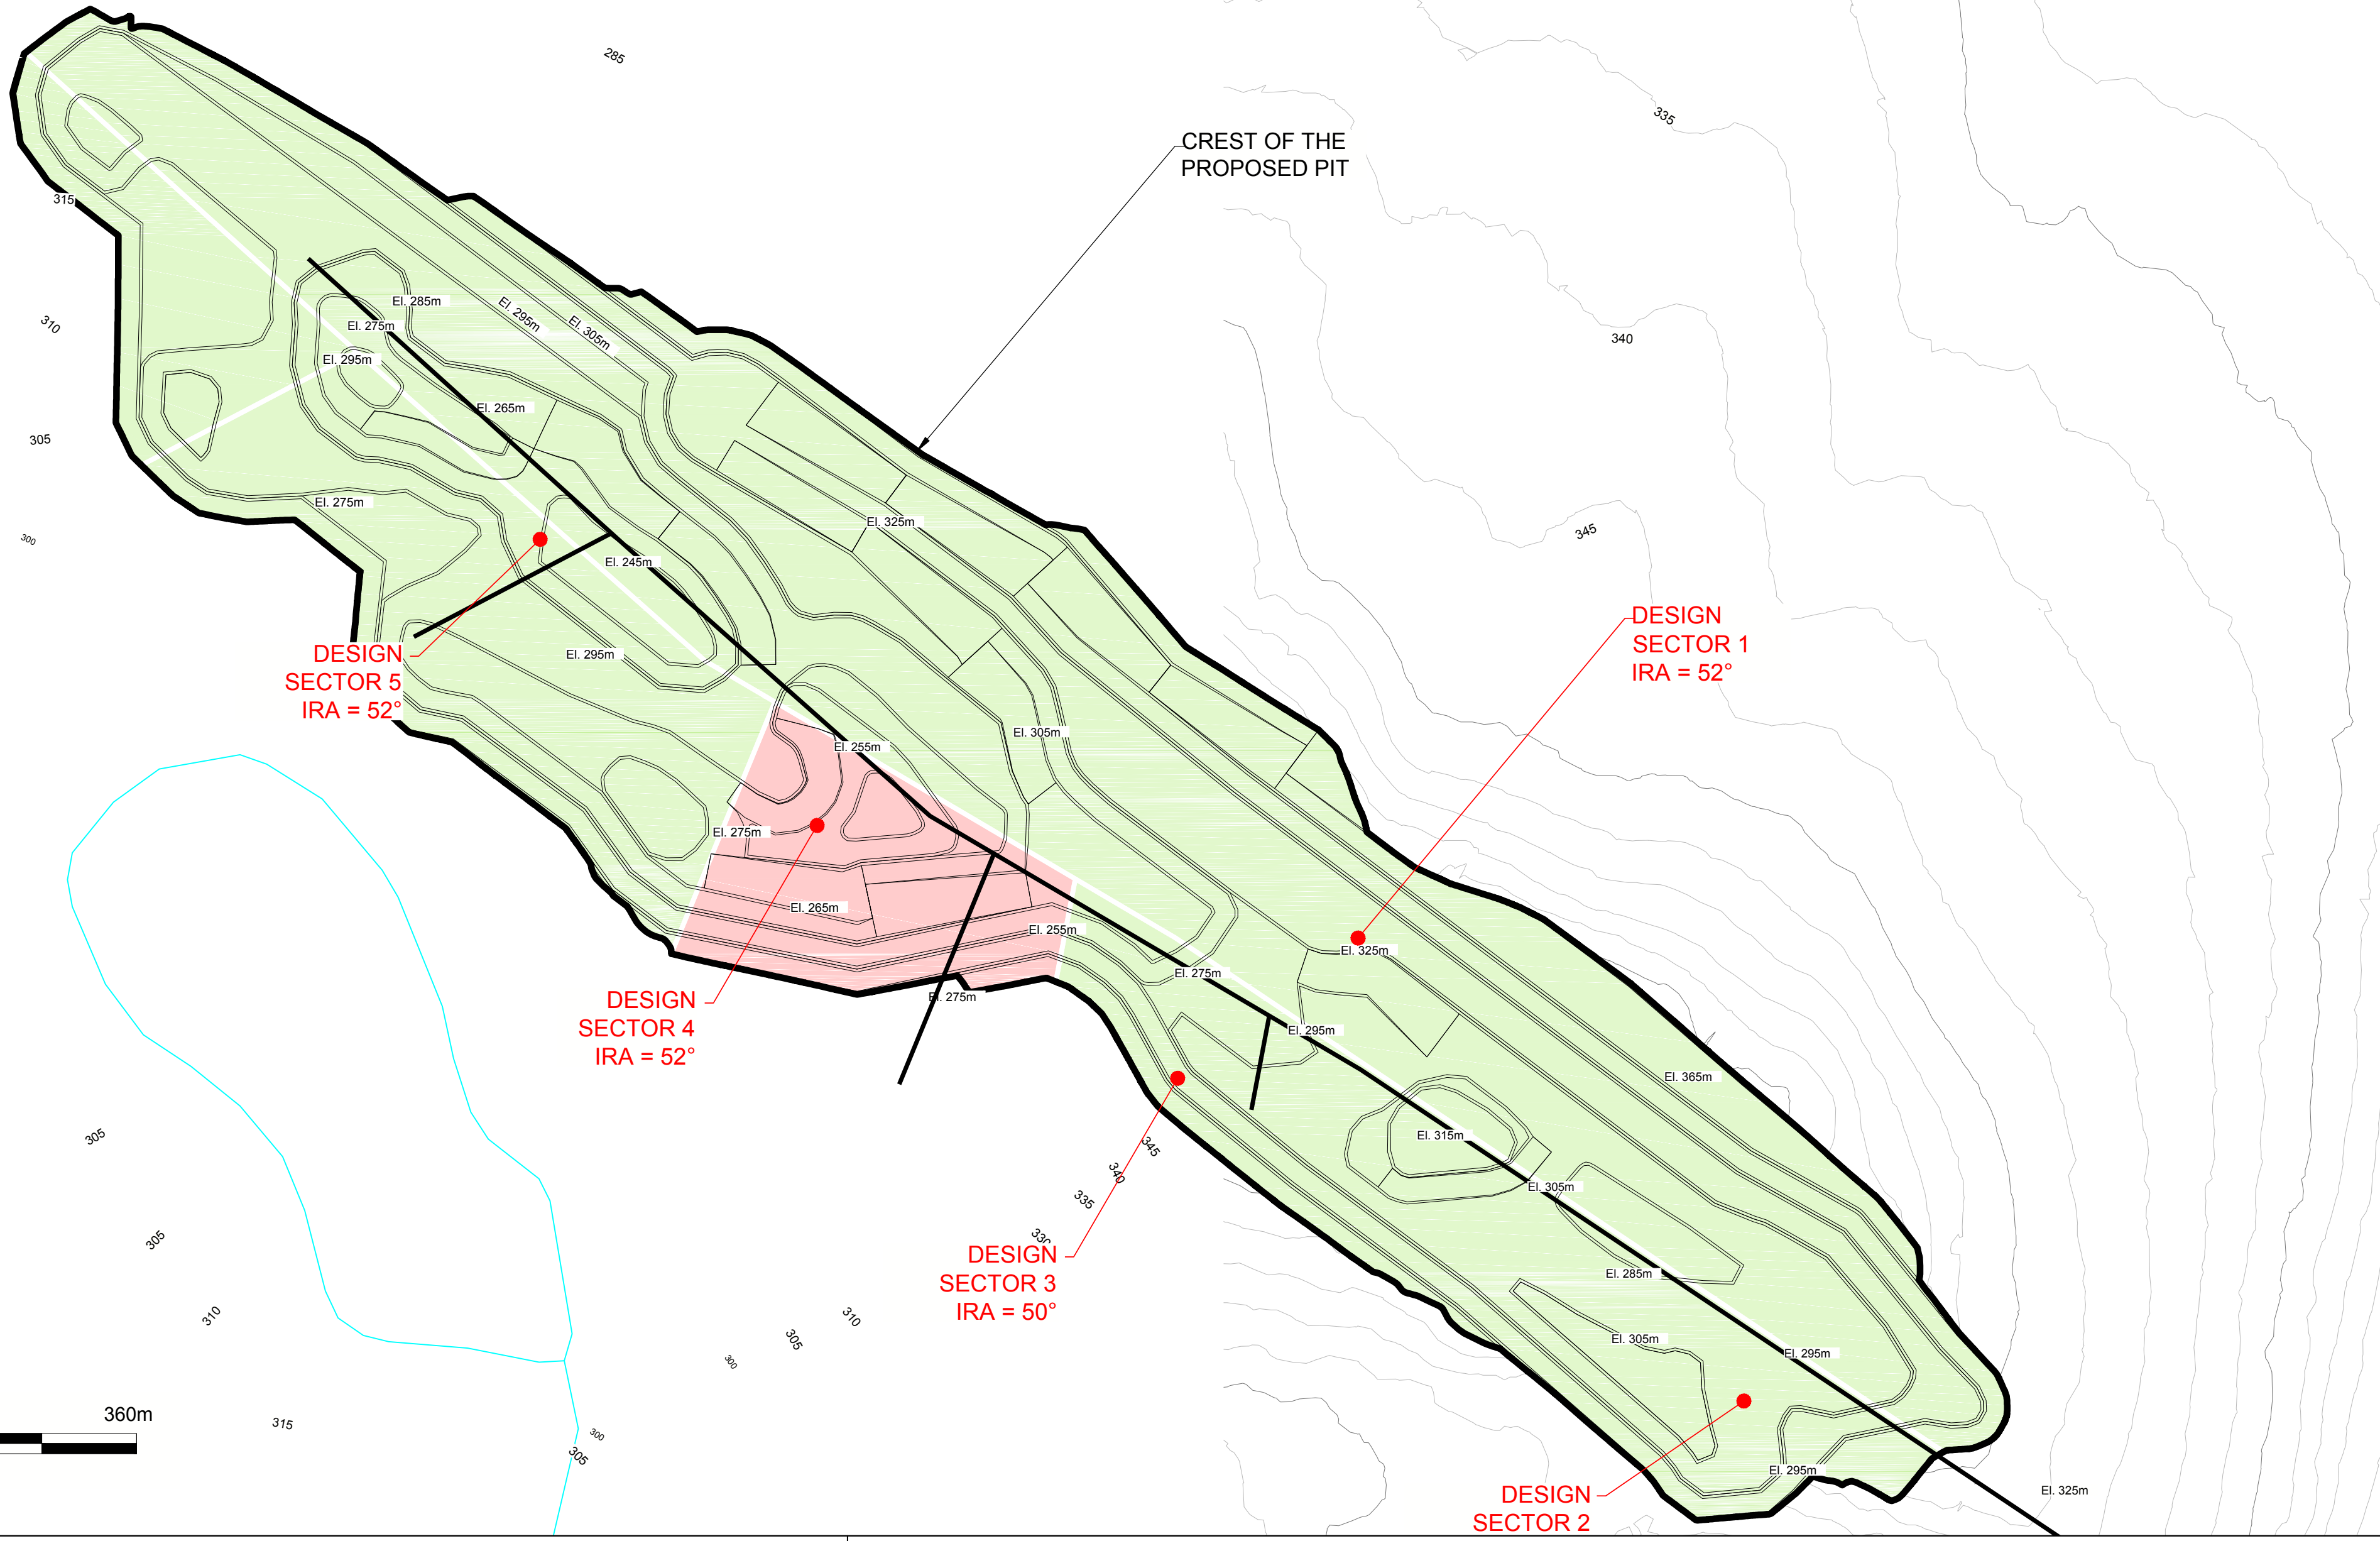 285
335
CREST OF THE
PROPOSED PIT
315
El. 285m
El. 295m
El. 305m
310
El. 275m
340
El. 295m
El. 265m
305
El. 275m
El. 325m
345
300
El. 245m
DESIGN
SECTOR 1
IRA = 52°
El. 295m
DESIGN
SECTOR 5
IRA = 52°
El. 305m
El. 255m
El. 275m
El. 265m
El. 255m
El. 325m
El. 275m
El. 275m
DESIGN
SECTOR 4
IRA = 52°
El. 295m
El. 365m
305
El. 315m
345
340
El. 305m
335
305
330
DESIGN
SECTOR 3
IRA = 50°
El. 285m
310
310
305
El. 305m
El. 295m
300
360m
315
300
305
El. 295m
El. 325m
DESIGN
SECTOR 2